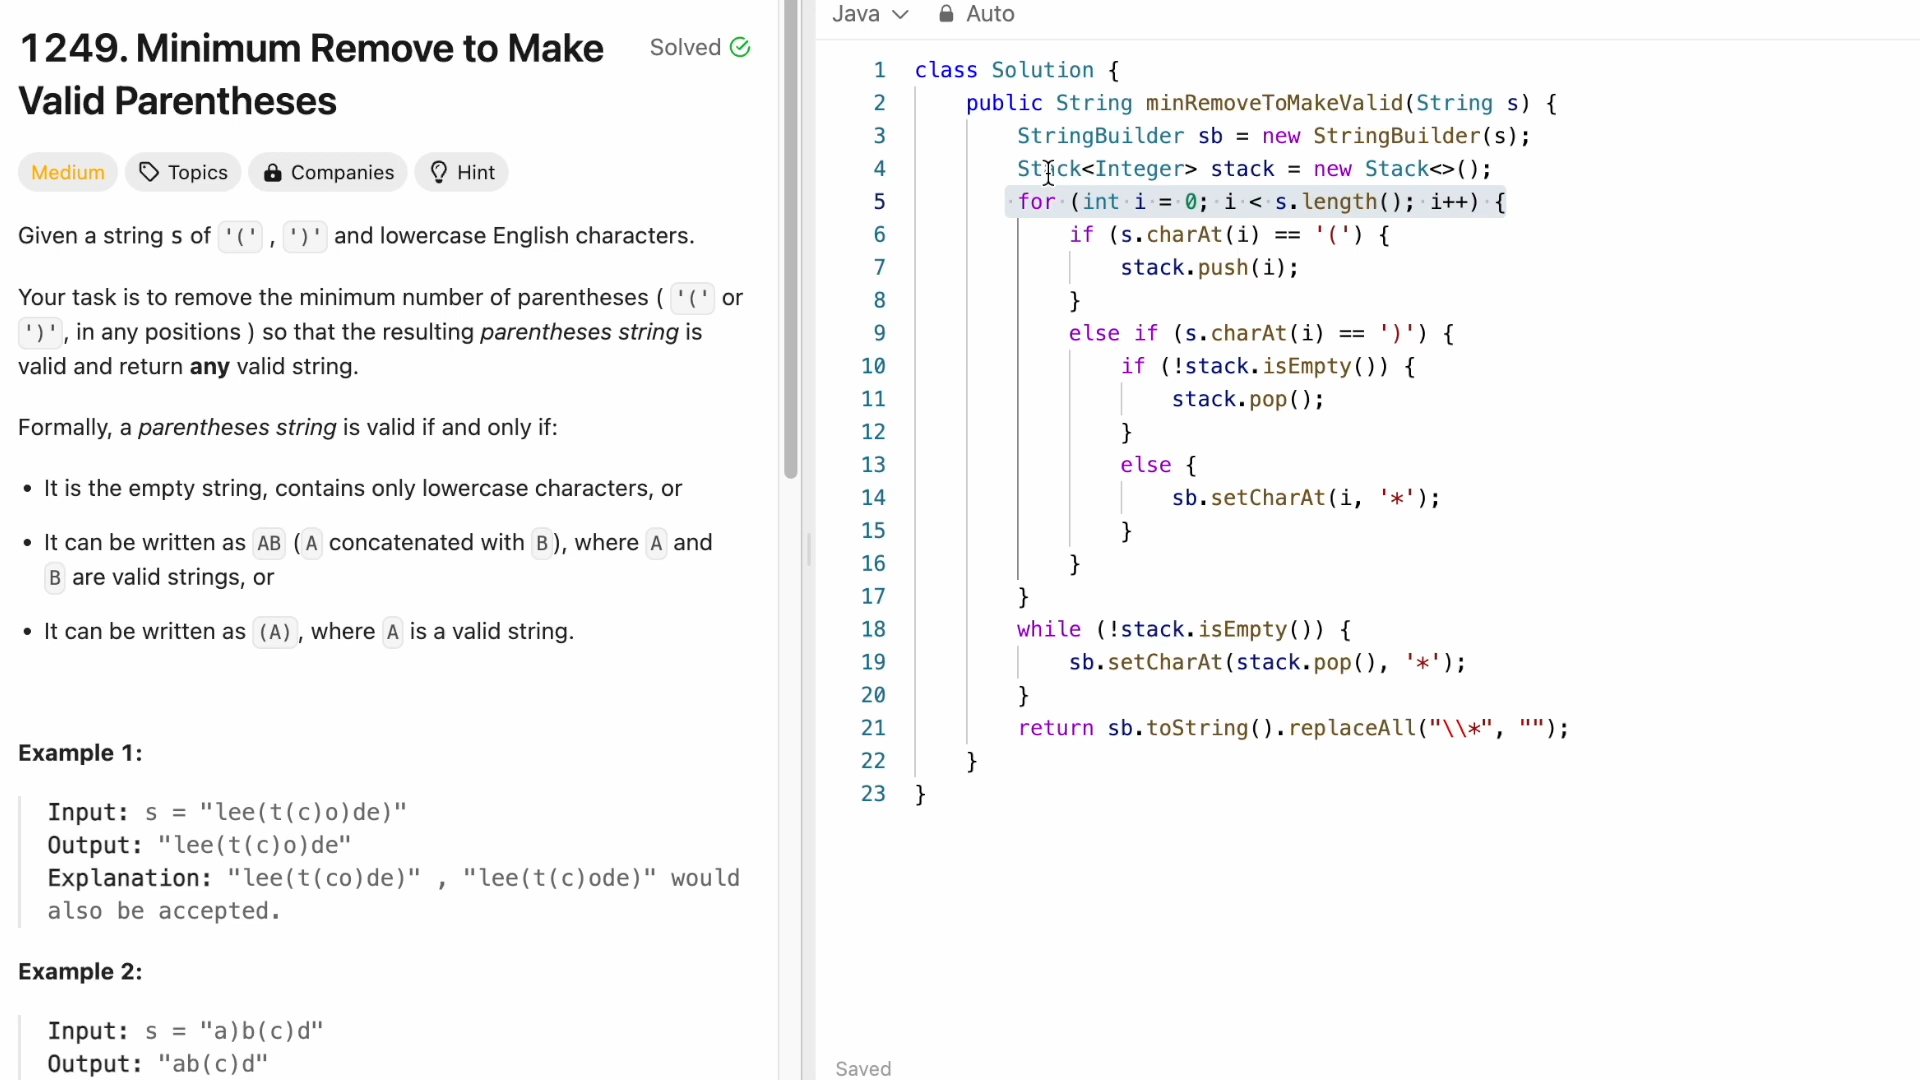 1249. Minimum Remove to Make
Valid Parentheses
Solved
Medium
Topics
Companies
Hint
Given a string s of '(' , ')' and lowercase English characters.
Your task is to remove the minimum number of parentheses ( '(' or
')', in any positions ) so that the resulting parentheses string is
valid and return any valid string.
Formally, a parentheses string is valid if and only if:
• It is the empty string, contains only lowercase characters, or
• It can be written as AB (A concatenated with B), where A and
B are valid strings, or
• It can be written as (A), where A is a valid string.
Example 1:
Input: s = "lee(t(c)o)de)"
Output: "lee(t(c)o)de"
Explanation: "lee(t(co)de)" , "lee(t(c)ode)" would
also be accepted.
Example 2:
Input: s = "a)b(c)d"
Output: "ab(c)d"
Java
Auto
1 class Solution {
2 public String minRemoveToMakeValid(String s) {
3 StringBuilder sb = new StringBuilder(s);
4 Stack<Integer> stack = new Stack<>();
5 for (int i = 0; i < s.length(); i++) {
6 if (s.charAt(i) == '(') {
7 stack.push(i);
8 }
9 else if (s.charAt(i) == ')') {
10 if (!stack.isEmpty()) {
11 stack.pop();
12 }
13 else {
14 sb.setCharAt(i, '*');
15 }
16 }
17 }
18 while (!stack.isEmpty()) {
19 sb.setCharAt(stack.pop(), '*');
20 }
21 return sb.toString().replaceAll("\\*", "");
22 }
23 }
Saved